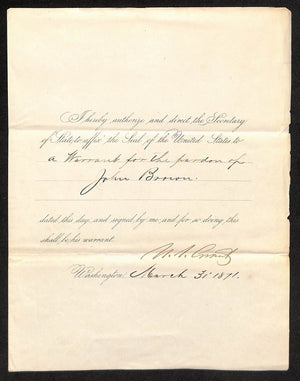 I hereby authorize and direct the Secretary
of State to affix the Seal of the United States to
a Warrant for the pardon of
John Brown.
dated this day, and signed by me, and for so doing this
shall be his warrant.
U. S. Grant
Washington, March 31st 1871.